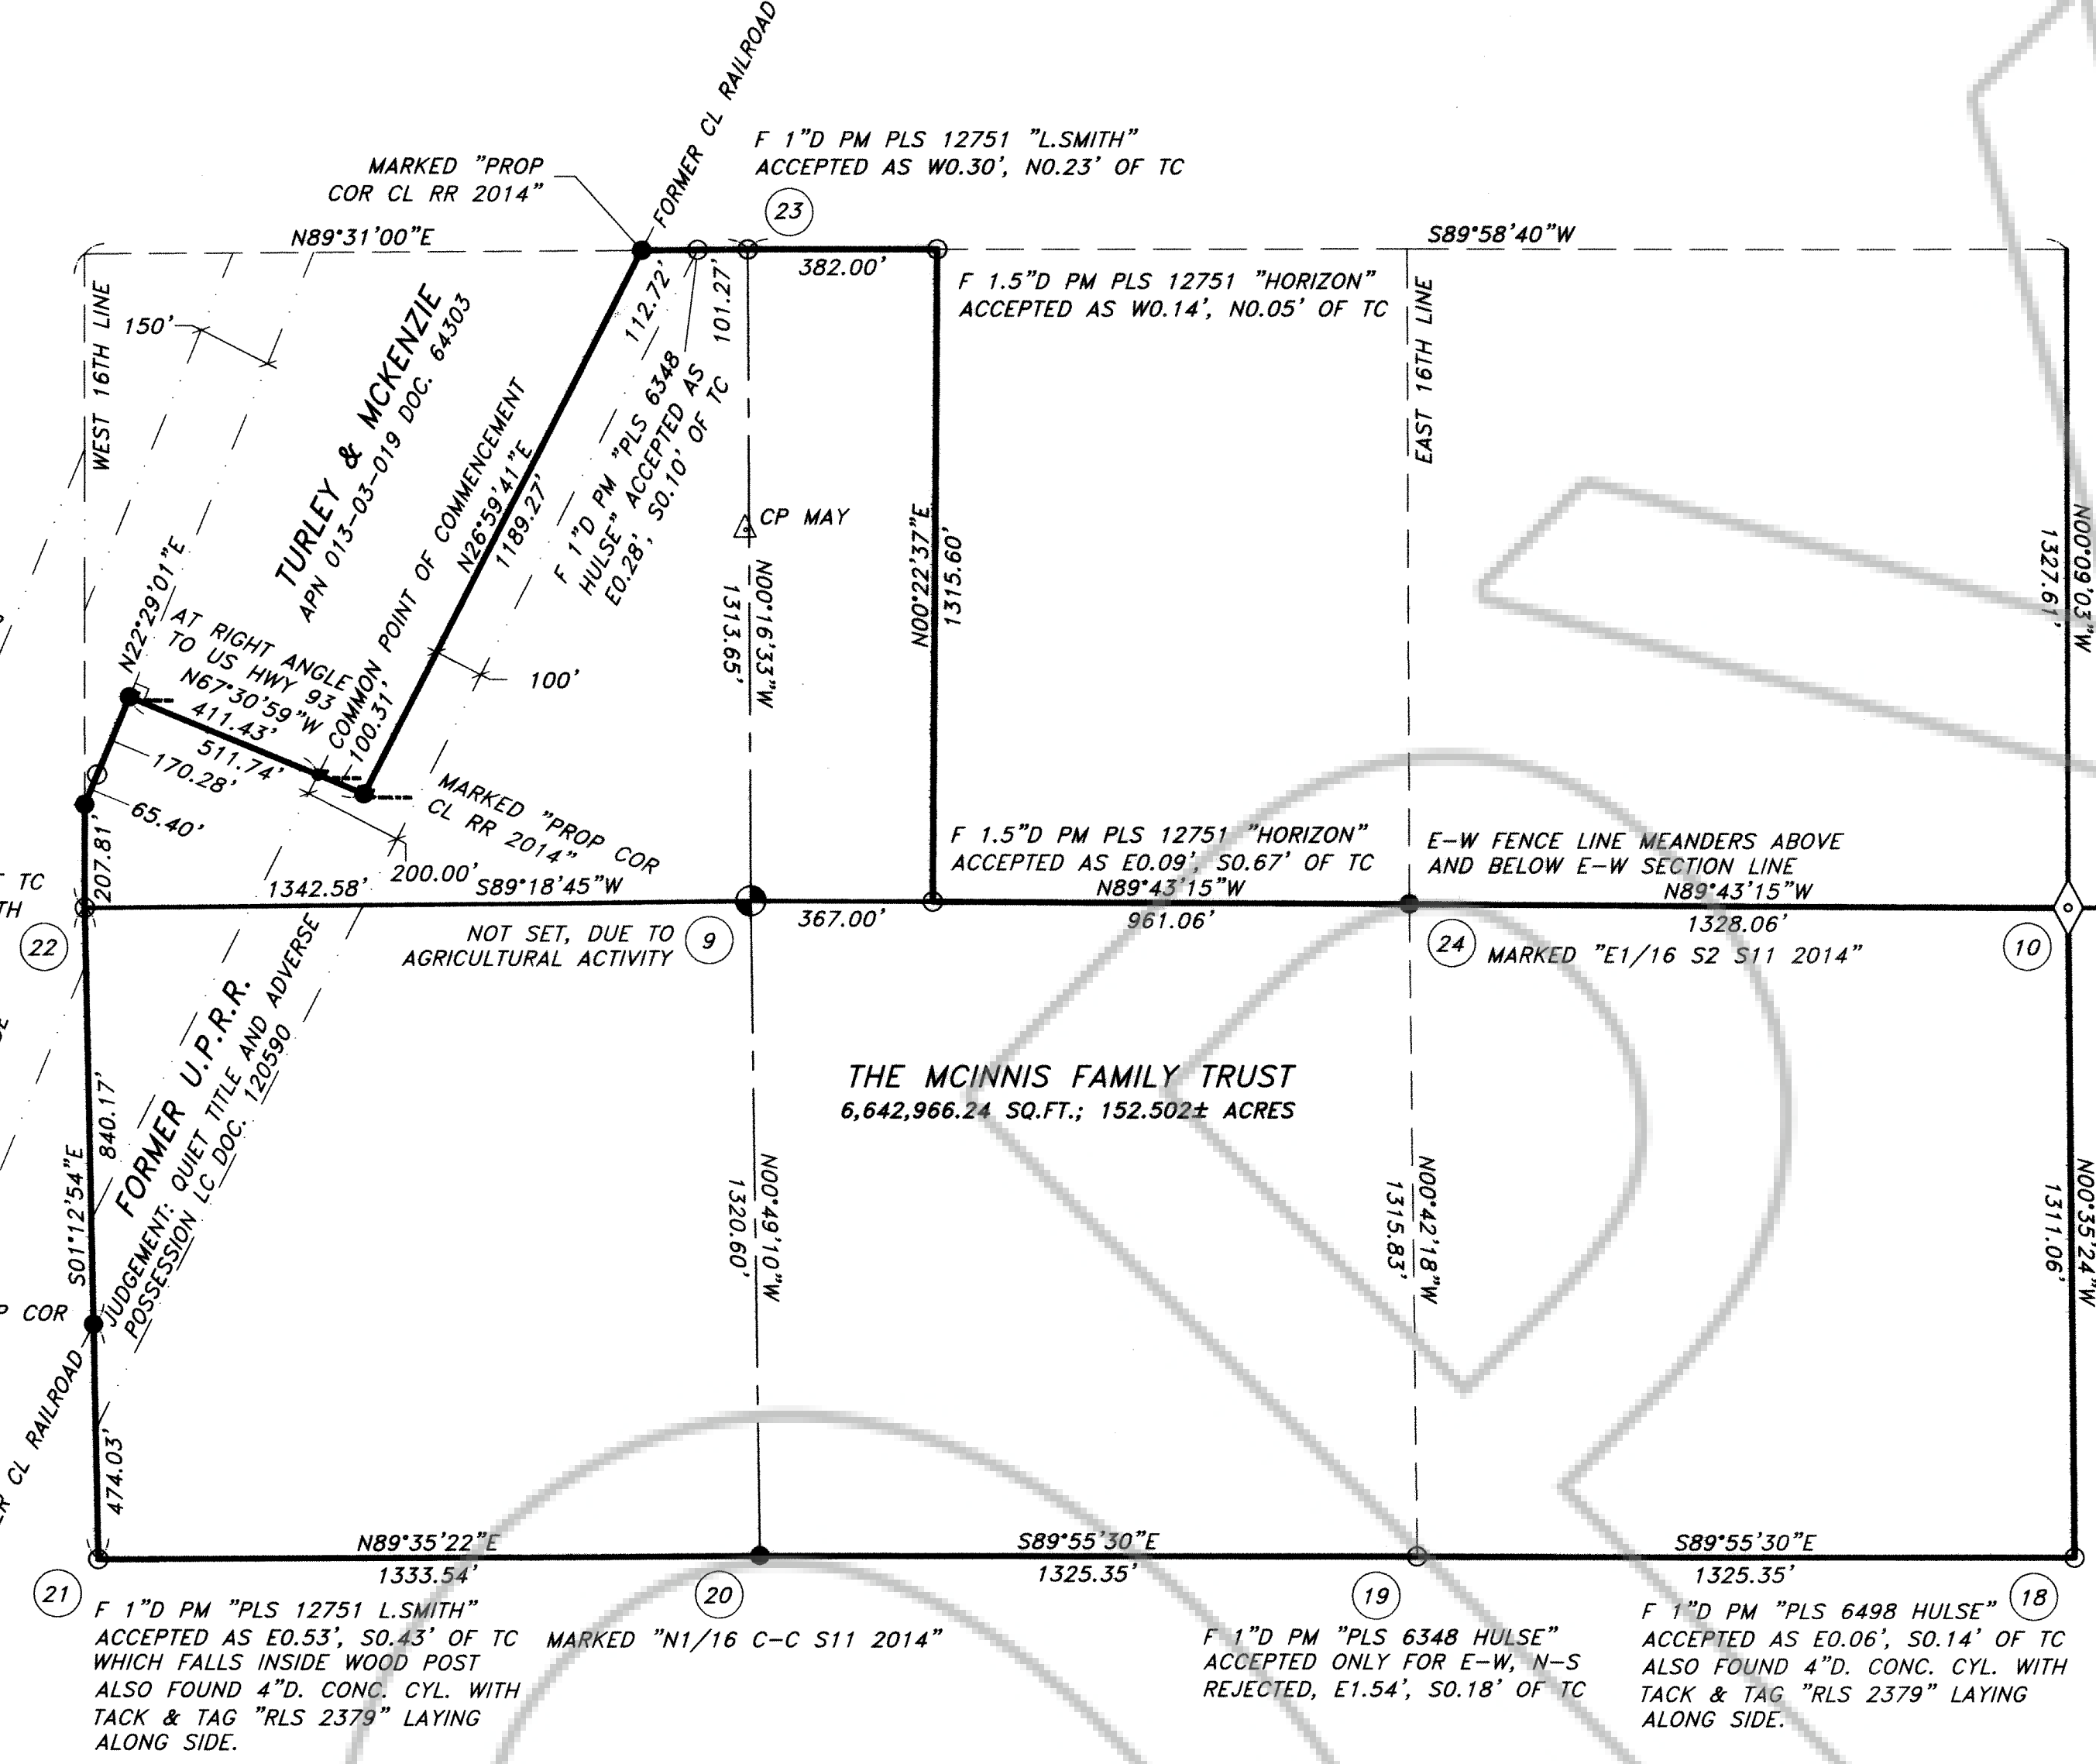 FORMER CL RAILROAD
F 1"D PM PLS 12751 "L.SMITH"
ACCEPTED AS W0.30', N0.23' OF TC
MARKED "PROP
COR CL RR 2014"
23
N89°31'00"E
S89°58'40"W
382.00'
112.72'
101.27'
F 1.5"D PM PLS 12751 "HORIZON"
ACCEPTED AS W0.14', N0.05' OF TC
WEST 16TH LINE
EAST 16TH LINE
150'
TURLEY & MCKENZIE
APN 013-03-019 DOC. 64303
COMMON POINT OF COMMENCEMENT
N26°59'41"E
1189.27'
F 1"D PM "PLS 6348
HULSE" ACCEPTED AS
E0.28', S0.10' OF TC
CP MAY
N00°16'33"W
1313.65'
N00°22'37"E
1315.60'
N00°09'03"W
1327.61'
N22°29'01"E
AT RIGHT ANGLE
TO US HWY 93
N67°30'59"W
411.43'
511.74'
100.31'
100'
170.28'
65.40'
207.81'
MARKED "PROP COR
CL RR 2014"
200.00'
F 1.5"D PM PLS 12751 "HORIZON"
ACCEPTED AS E0.09', S0.67' OF TC
E-W FENCE LINE MEANDERS ABOVE
AND BELOW E-W SECTION LINE
TC
TH
1342.58'
S89°18'45"W
N89°43'15"W
N89°43'15"W
367.00'
961.06'
1328.06'
22
NOT SET, DUE TO
AGRICULTURAL ACTIVITY
9
24
MARKED "E1/16 S2 S11 2014"
10
FORMER U.P.R.R.
JUDGEMENT: QUIET TITLE AND ADVERSE
POSSESSION LC DOC. 120590
840.17'
S01°12'54"E
THE MCINNIS FAMILY TRUST
6,642,966.24 SQ.FT.; 152.502± ACRES
N00°49'10"W
1320.60'
N00°42'18"W
1315.83'
N00°35'24"W
1311.06'
P COR
CL RAILROAD
474.03'
N89°35'22"E
1333.54'
S89°55'30"E
1325.35'
S89°55'30"E
1325.35'
21
20
19
18
F 1"D PM "PLS 12751 L.SMITH"
ACCEPTED AS E0.53', S0.43' OF TC
WHICH FALLS INSIDE WOOD POST
ALSO FOUND 4"D. CONC. CYL. WITH
TACK & TAG "RLS 2379" LAYING
ALONG SIDE.
MARKED "N1/16 C-C S11 2014"
F 1"D PM "PLS 6348 HULSE"
ACCEPTED ONLY FOR E-W, N-S
REJECTED, E1.54', S0.18' OF TC
F 1"D PM "PLS 6498 HULSE"
ACCEPTED AS E0.06', S0.14' OF TC
ALSO FOUND 4"D. CONC. CYL. WITH
TACK & TAG "RLS 2379" LAYING
ALONG SIDE.